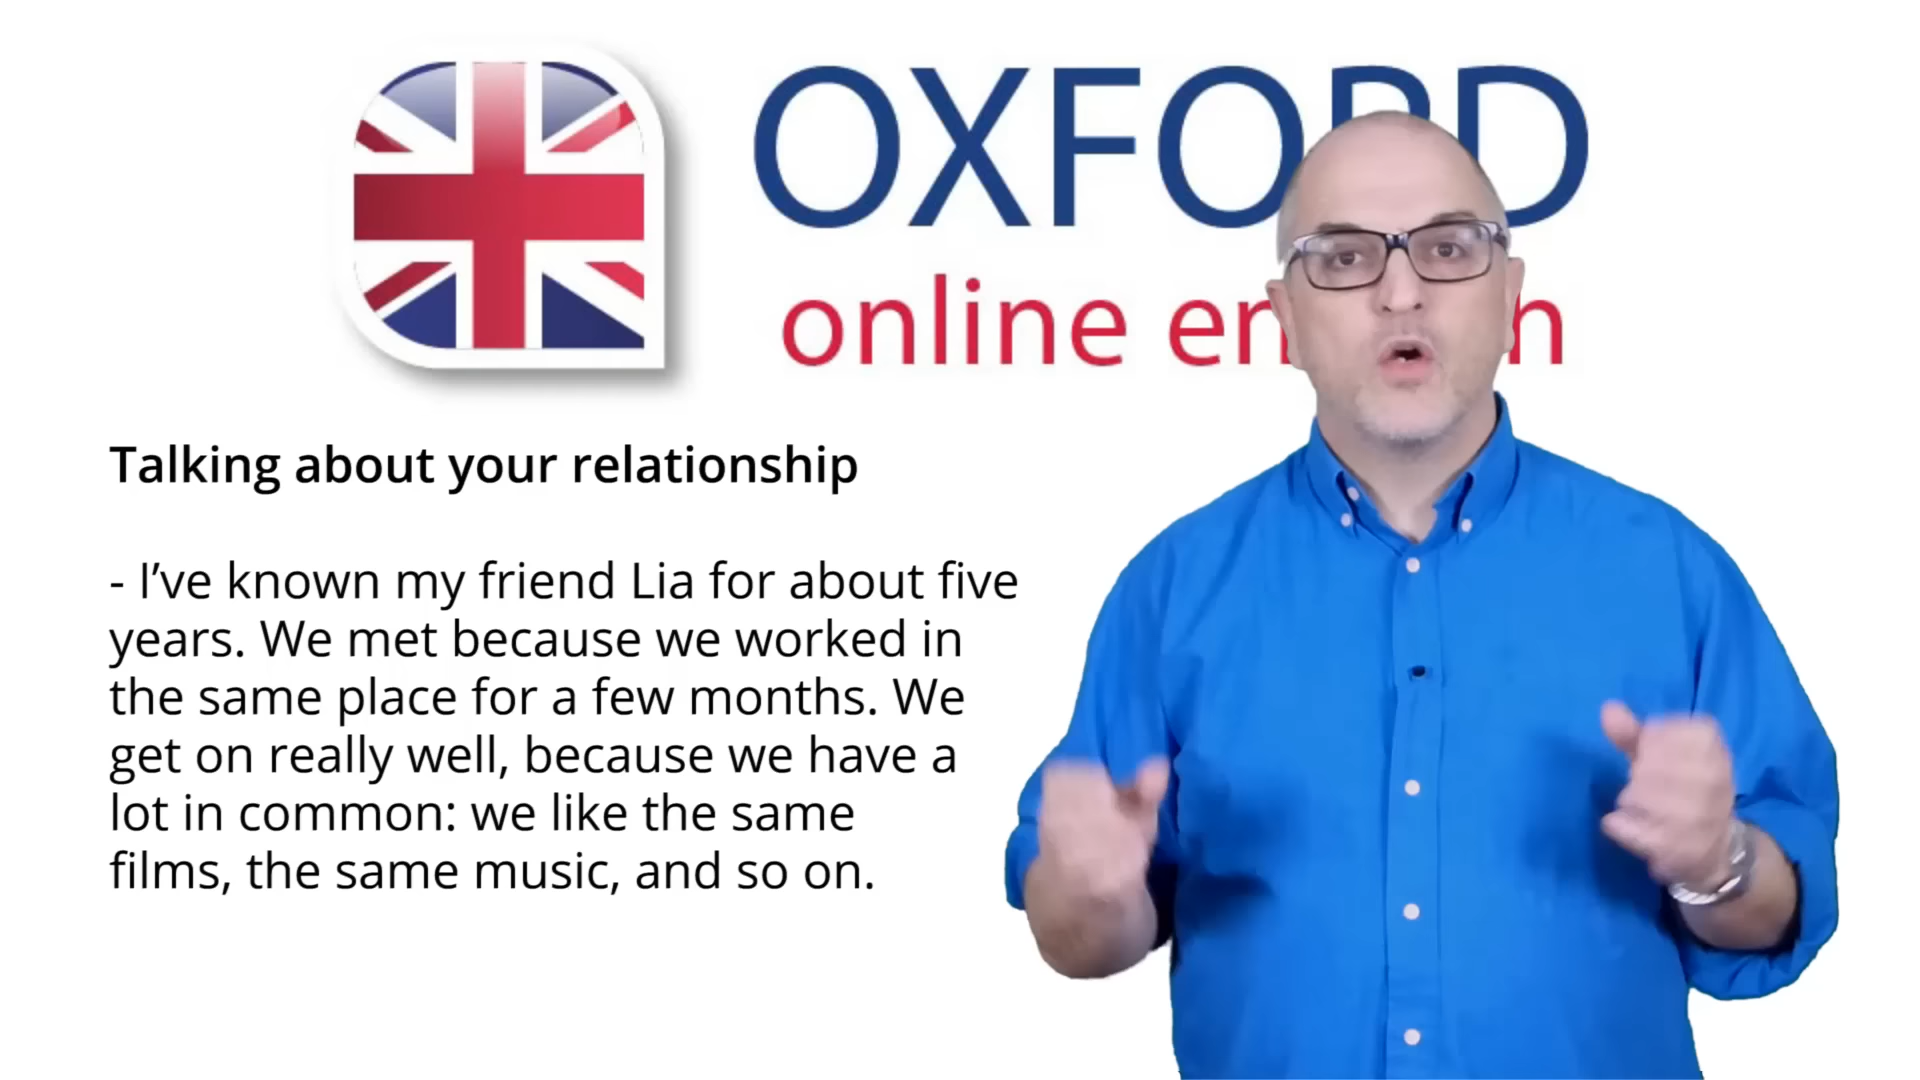 OXFORD
online
Talking about your relationship
- I’ve known my friend Lia for about five
years. We met because we worked in
the same place for a few months. We
get on really well, because we have a
lot in common: we like the same
films, the same music, and so on.